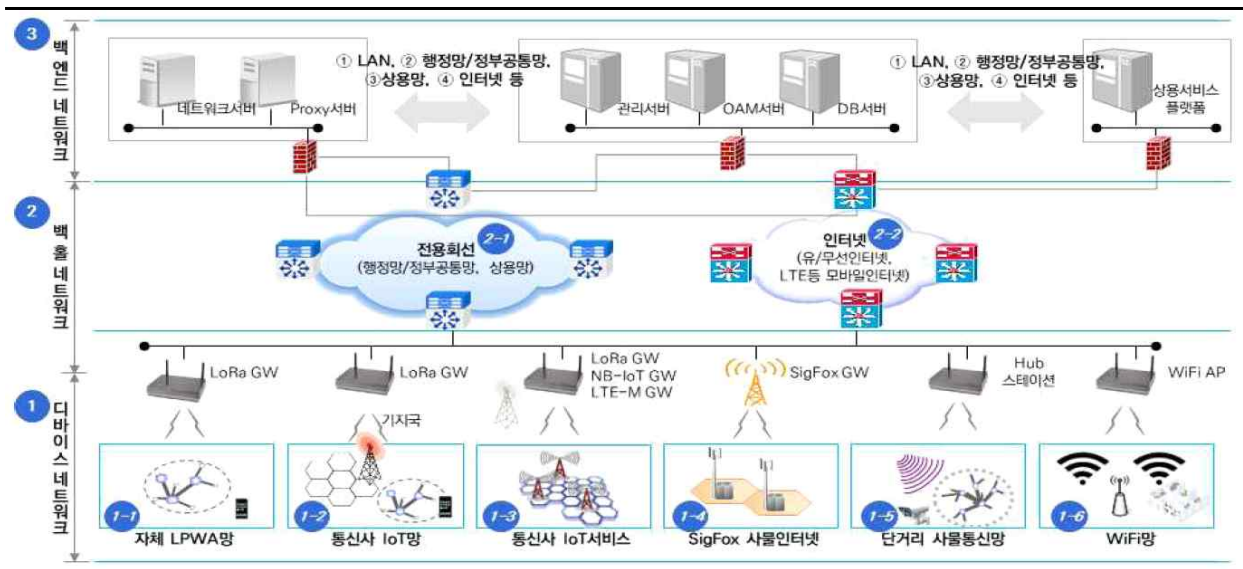 3
백엔드 네트워크
① LAN, ② 행정망/정부공통망,
③상용망, ④ 인터넷 등
① LAN, ② 행정망/정부공통망,
③상용망, ④ 인터넷 등
네트워크서버
Proxy서버
관리서버
OAM서버
DB서버
상용서비스
플랫폼
2
백홀 네트워크
전용회선
2-1
(행정망/정부공통망, 상용망)
인터넷
2-2
(유/무선인터넷,
LTE등 모바일인터넷)
1
디바이스 네트워크
LoRa GW
LoRa GW
LoRa GW
NB-IoT GW
LTE-M GW
SigFox GW
Hub
스테이션
WiFi AP
기지국
1-1
1-2
1-3
1-4
1-5
1-6
자체 LPWA망
통신사 IoT망
통신사 IoT서비스
SigFox 사물인터넷
단거리 사물통신망
WiFi망